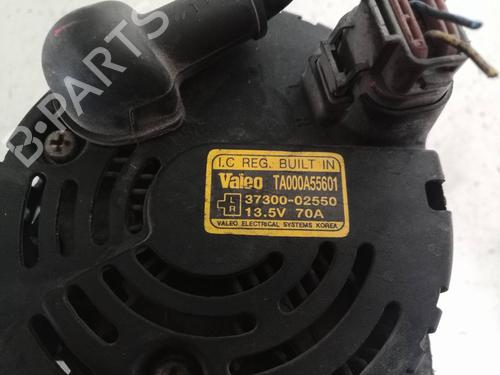 I.C REG. BUILT IN
Valeo TA000A55601
L R 37300-02550
13.5V 70A
VALEO ELECTRICAL SYSTEMS KOREA
B-PARTS